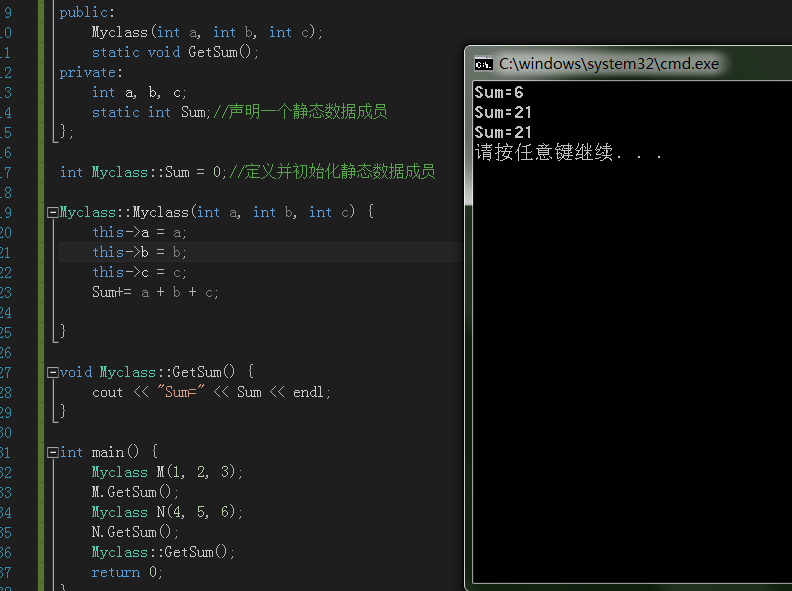 9 public:
10 Myclass(int a, int b, int c);
11 static void GetSum();
12 private:
13 int a, b, c;
14 static int Sum;//声明一个静态数据成员
15 };
16
17 int Myclass::Sum = 0;//定义并初始化静态数据成员
18
19 Myclass::Myclass(int a, int b, int c) {
20 this->a = a;
21 this->b = b;
22 this->c = c;
23 Sum+= a + b + c;
24
25 }
26
27 void Myclass::GetSum() {
28 cout << "Sum=" << Sum << endl;
29 }
30
31 int main() {
32 Myclass M(1, 2, 3);
33 M.GetSum();
34 Myclass N(4, 5, 6);
35 N.GetSum();
36 Myclass::GetSum();
37 return 0;
C:\windows\system32\cmd.exe
Sum=6
Sum=21
Sum=21
请按任意键继续. . .